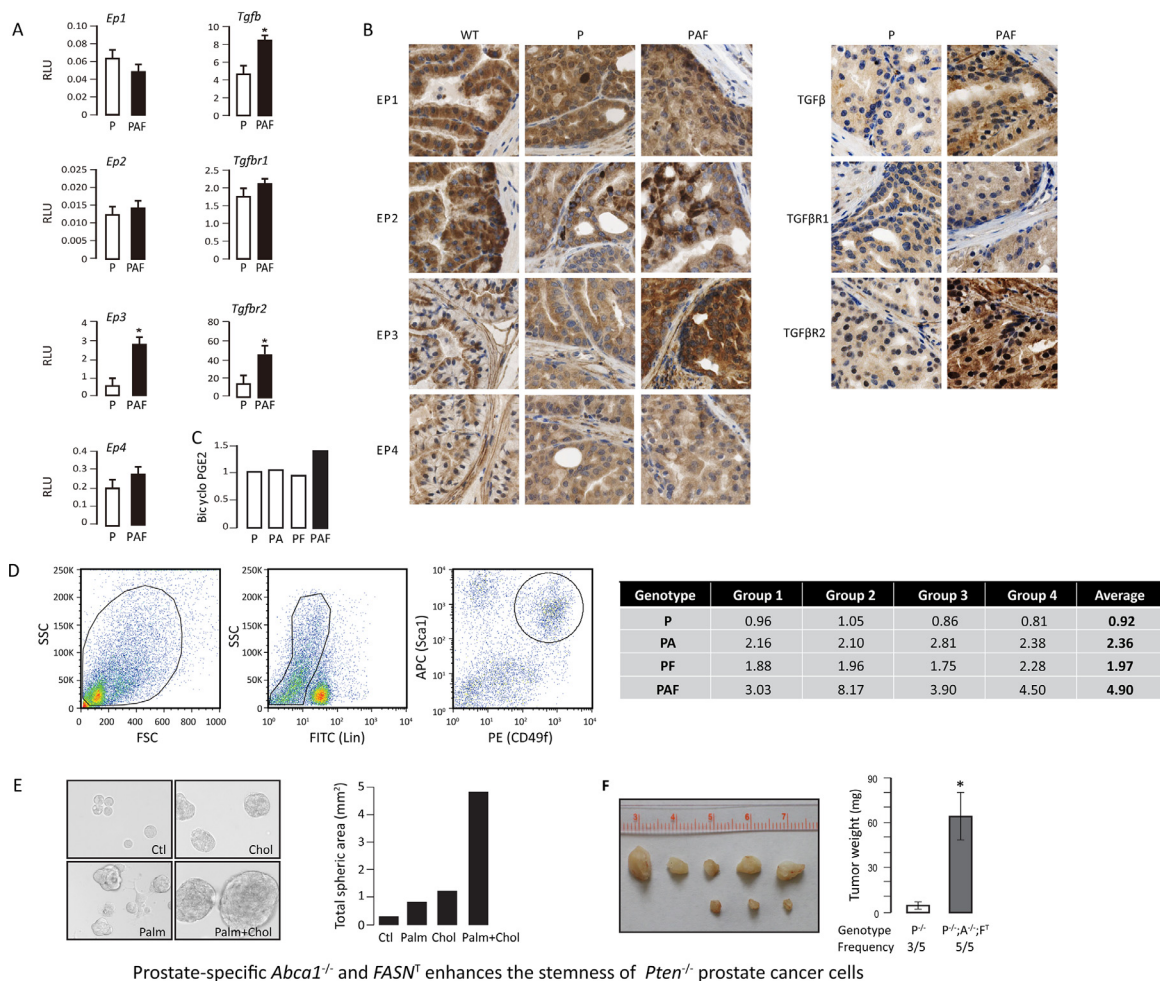 A
Ep1
RLU
0.10
0.08
0.06
0.04
0.02
0.00
P PAF
Tgfb
10
8
6
4
2
0
*
P PAF
Ep2
RLU
0.025
0.020
0.015
0.010
0.005
0.000
P PAF
Tgfbr1
2.5
2.0
1.5
1.0
0.5
0.0
P PAF
Ep3
RLU
4
3
2
1
0
*
P PAF
Tgfbr2
80
60
40
20
0
*
P PAF
Ep4
RLU
0.4
0.3
0.2
0.1
0.0
P PAF
C
Bicyclo PGE2
1.5
1
0.5
0
P PA PF PAF
B
WT P PAF
EP1
EP2
EP3
EP4
P PAF
TGFβ
TGFβR1
TGFβR2
D
SSC
250K
200K
150K
100K
50K
0
0 200 400 600 800 1000
FSC
SSC
250K
200K
150K
100K
50K
0
10⁰ 10¹ 10² 10³ 10⁴
FITC (Lin)
APC (Sca1)
10⁴
10³
10²
10¹
10⁰
10⁰ 10¹ 10² 10³ 10⁴
PE (CD49f)
Genotype Group 1 Group 2 Group 3 Group 4 Average
P 0.96 1.05 0.86 0.81 0.92
PA 2.16 2.10 2.81 2.38 2.36
PF 1.88 1.96 1.75 2.28 1.97
PAF 3.03 8.17 3.90 4.50 4.90
E
Ctl
Chol
Palm
Palm+Chol
Total spheric area (mm²)
5
4
3
2
1
0
Ctl Palm Chol Palm+Chol
F
3 4 5 6 7
Tumor weight (mg)
90
60
30
0
*
Genotype P⁻/⁻ P⁻/⁻;A⁻/⁻;Fᵀ
Frequency 3/5 5/5
Prostate-specific Abca1⁻/⁻ and FASNᵀ enhances the stemness of Pten⁻/⁻ prostate cancer cells